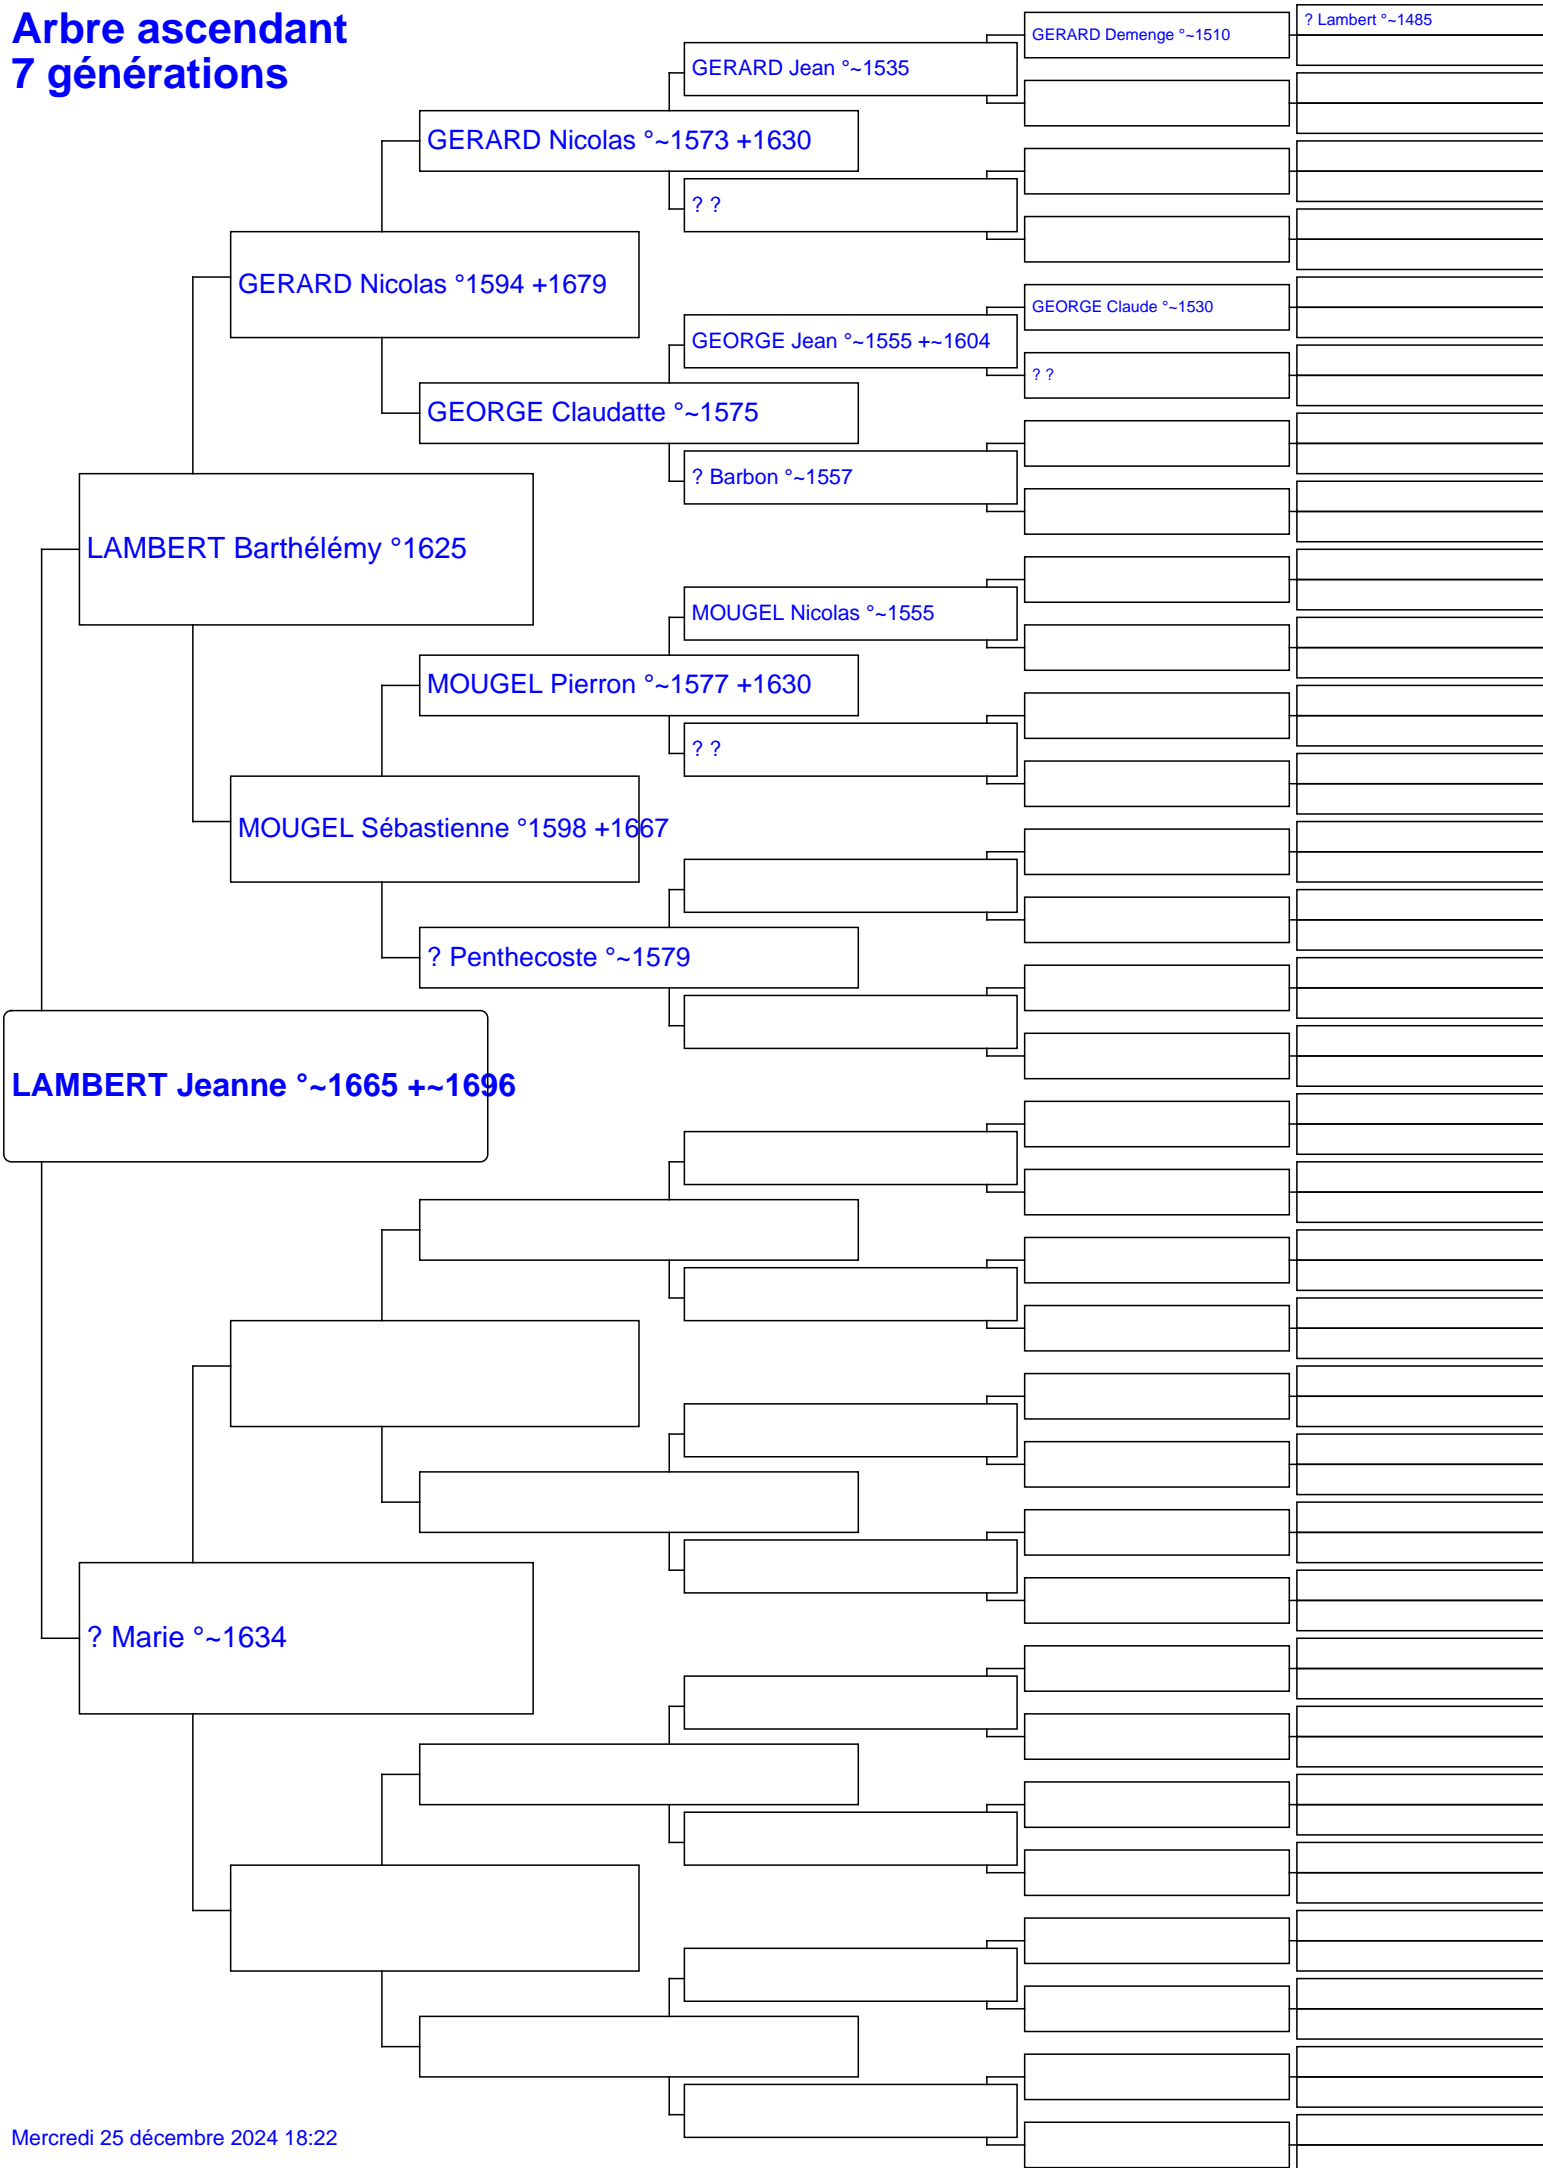 Arbre ascendant
7 générations
? Lambert °~1485
GERARD Demenge °~1510
GERARD Jean °~1535
GERARD Nicolas °~1573 +1630
? ?
GERARD Nicolas °1594 +1679
GEORGE Claude °~1530
GEORGE Jean °~1555 +~1604
? ?
GEORGE Claudatte °~1575
? Barbon °~1557
LAMBERT Barthélémy °1625
MOUGEL Nicolas °~1555
MOUGEL Pierron °~1577 +1630
? ?
MOUGEL Sébastienne °1598 +1667
? Penthecoste °~1579
LAMBERT Jeanne °~1665 +~1696
? Marie °~1634
Mercredi 25 décembre 2024 18:22